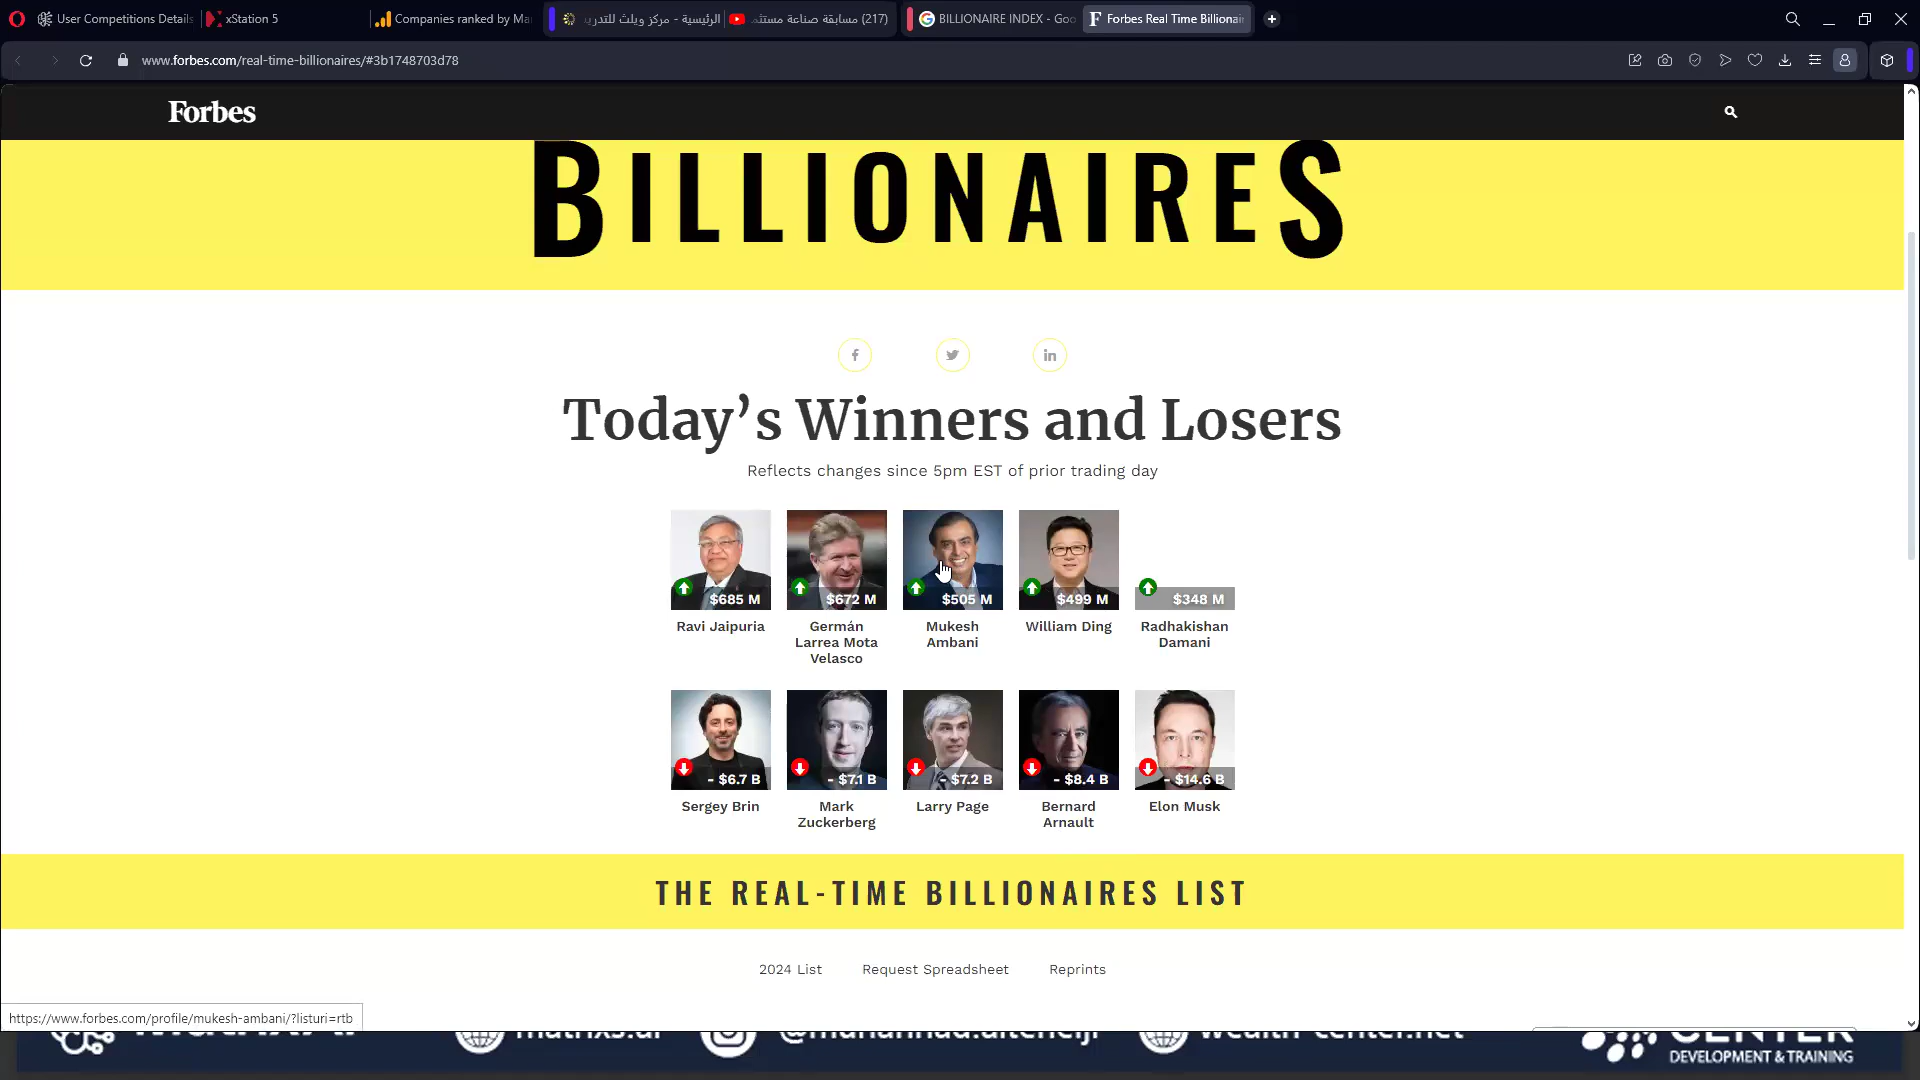 User Competitions Details
xStation 5
Companies ranked by Ma
الرئيسية - مركز ويلث للتدري
(217) مسابقة صناعة مستثم
BILLIONAIRE INDEX - Goo
Forbes Real Time Billionai
www.forbes.com/real-time-billionaires/#3b1748703d78
Forbes
BILLIONAIRES
Today’s Winners and Losers
Reflects changes since 5pm EST of prior trading day
$685 M
$672 M
$505 M
$499 M
$348 M
Ravi Jaipuria
Germán Larrea Mota Velasco
Mukesh Ambani
William Ding
Radhakishan Damani
- $6.7 B
- $7.1 B
- $7.2 B
- $8.4 B
- $14.6 B
Sergey Brin
Mark Zuckerberg
Larry Page
Bernard Arnault
Elon Musk
THE REAL-TIME BILLIONAIRES LIST
2024 List
Request Spreadsheet
Reprints
https://www.forbes.com/profile/mukesh-ambani/?listuri=rtb
CENTER
DEVELOPMENT & TRAINING